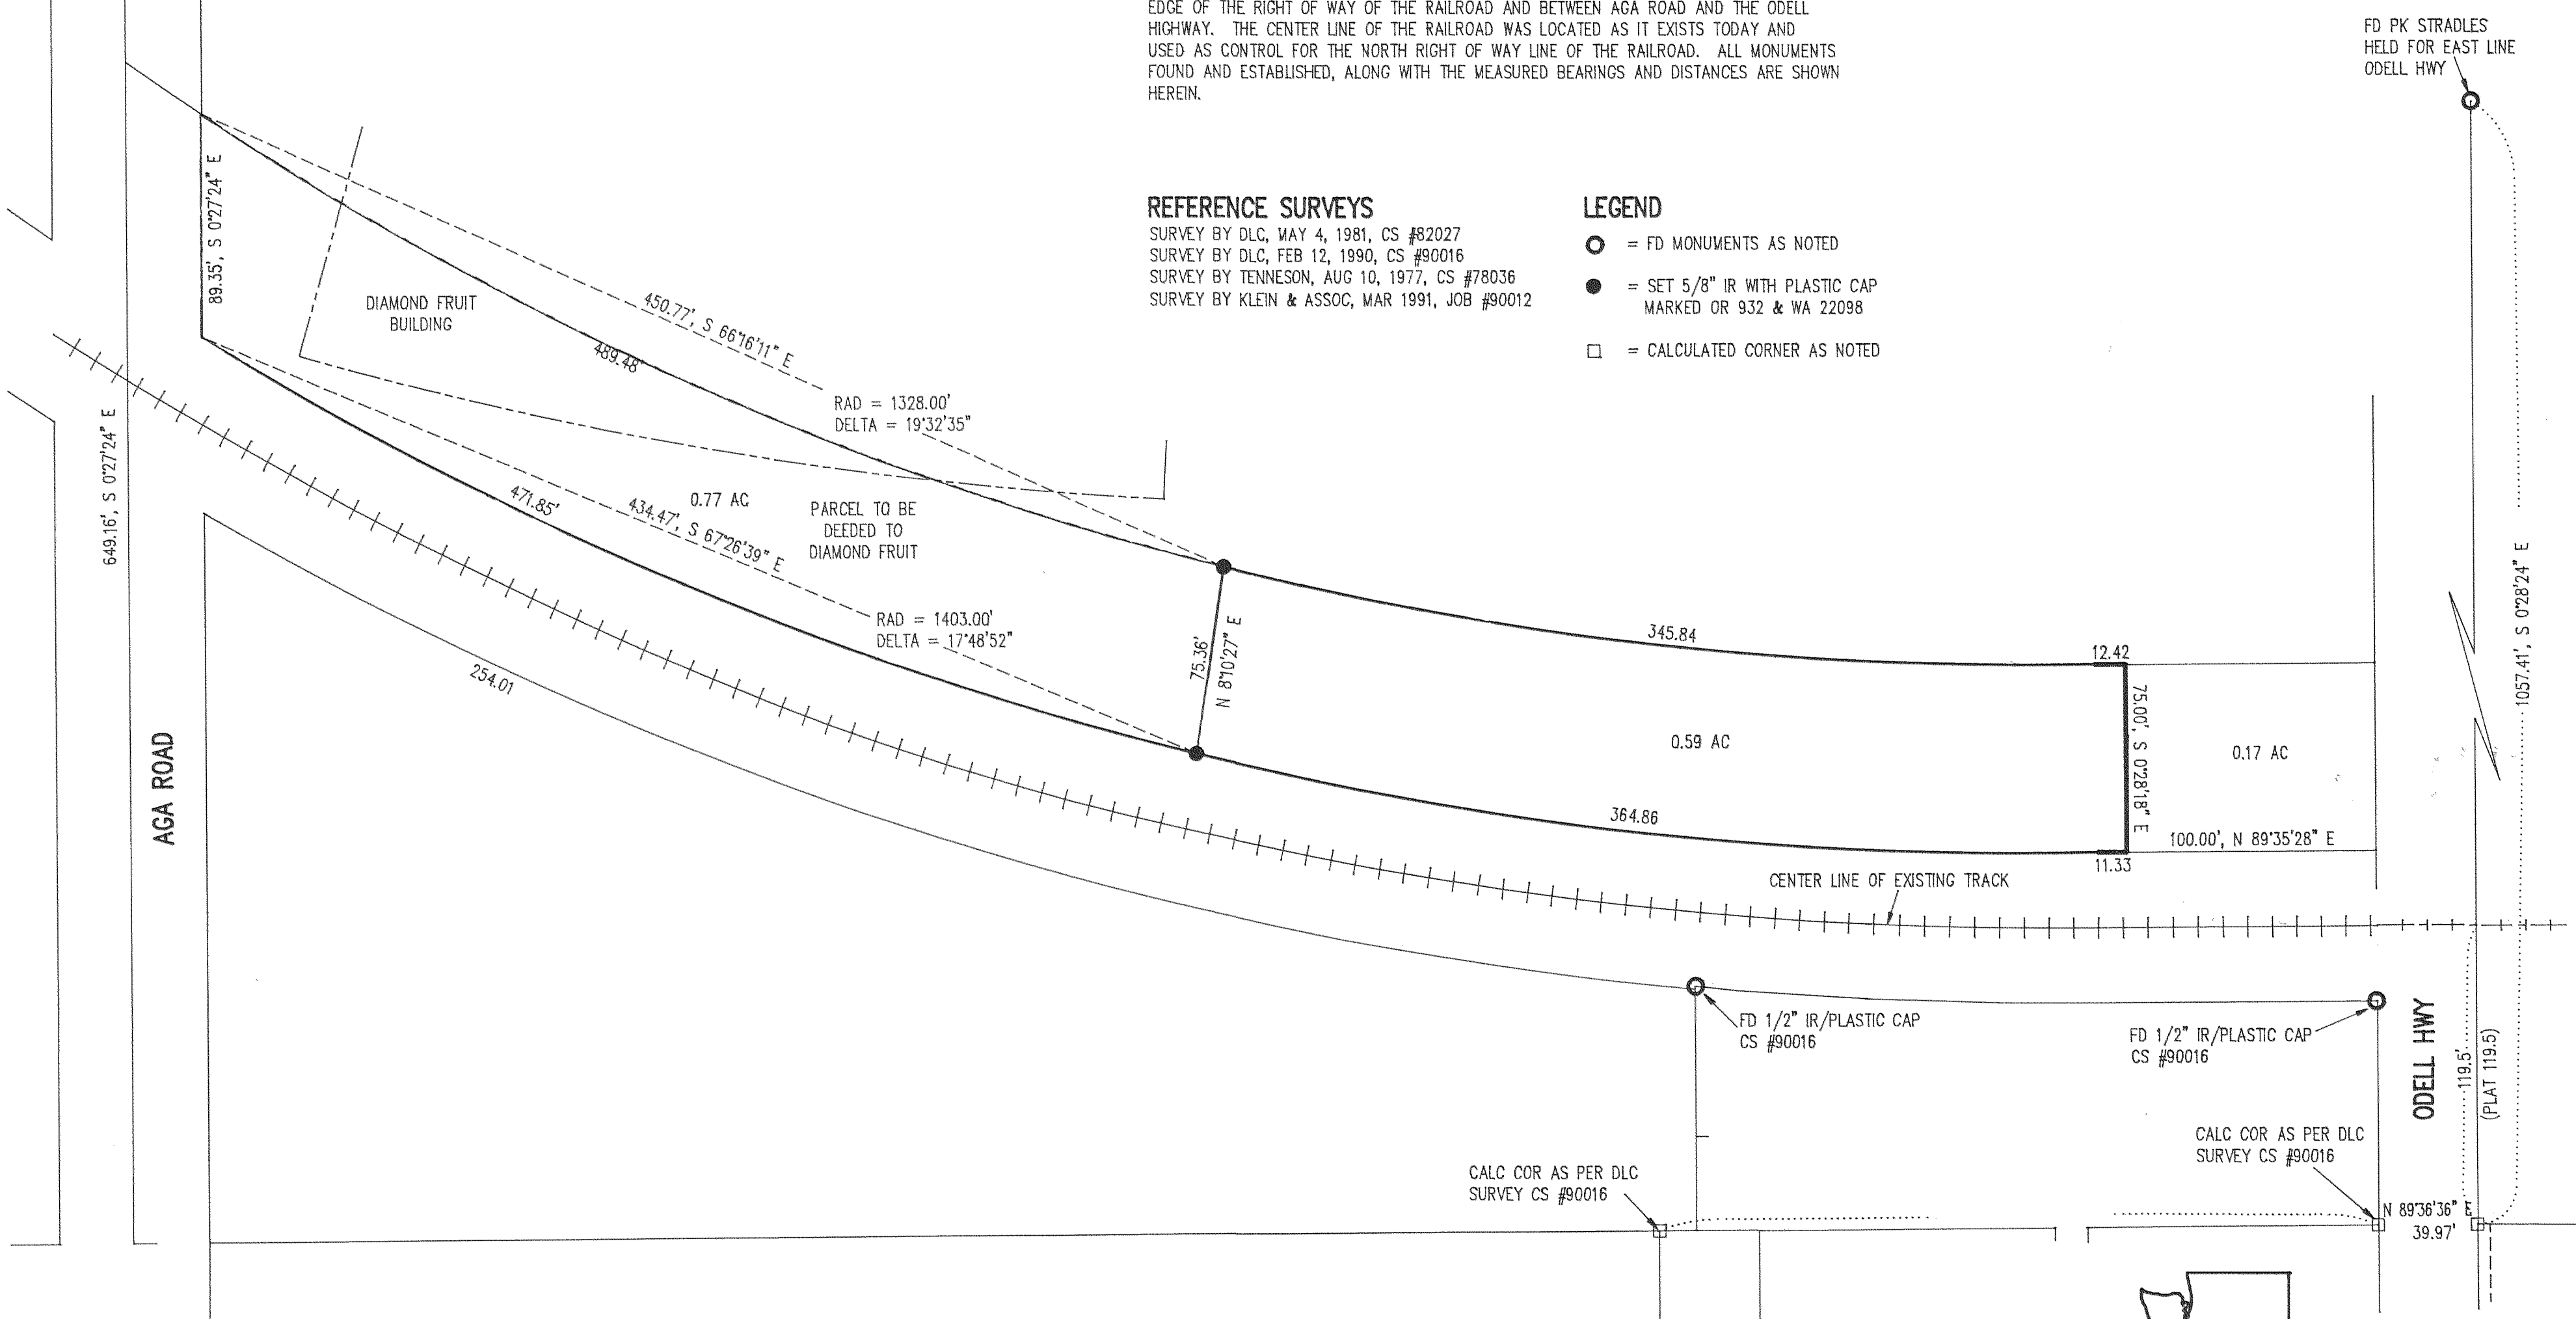 EDGE OF THE RIGHT OF WAY OF THE RAILROAD AND BETWEEN AGA ROAD AND THE ODELL
HIGHWAY. THE CENTER LINE OF THE RAILROAD WAS LOCATED AS IT EXISTS TODAY AND
USED AS CONTROL FOR THE NORTH RIGHT OF WAY LINE OF THE RAILROAD. ALL MONUMENTS
FOUND AND ESTABLISHED, ALONG WITH THE MEASURED BEARINGS AND DISTANCES ARE SHOWN
HEREIN.
FD PK STRADLES
HELD FOR EAST LINE
ODELL HWY
REFERENCE SURVEYS
SURVEY BY DLC, MAY 4, 1981, CS #82027
SURVEY BY DLC, FEB 12, 1990, CS #90016
SURVEY BY TENNESON, AUG 10, 1977, CS #78036
SURVEY BY KLEIN & ASSOC, MAR 1991, JOB #90012
LEGEND
= FD MONUMENTS AS NOTED
= SET 5/8" IR WITH PLASTIC CAP
MARKED OR 932 & WA 22098
= CALCULATED CORNER AS NOTED
89.35', S 0°27'24" E
DIAMOND FRUIT
BUILDING
450.77', S 66°16'11" E
489.48'
RAD = 1328.00'
DELTA = 19°32'35"
649.16', S 0°27'24" E
471.85'
434.47', S 67°26'39" E
0.77 AC
PARCEL TO BE
DEEDED TO
DIAMOND FRUIT
RAD = 1403.00'
DELTA = 17°48'52"
254.01
AGA ROAD
75.36'
N 8°10'27" E
345.84
12.42
75.00', S 0°28'18" E
0.59 AC
0.17 AC
364.86
100.00', N 89°35'28" E
11.33
1057.41', S 0°28'24" E
CENTER LINE OF EXISTING TRACK
FD 1/2" IR/PLASTIC CAP
CS #90016
FD 1/2" IR/PLASTIC CAP
CS #90016
ODELL HWY
119.5'
(PLAT 119.5)
CALC COR AS PER DLC
SURVEY CS #90016
CALC COR AS PER DLC
SURVEY CS #90016
N 89°36'36" E
39.97'